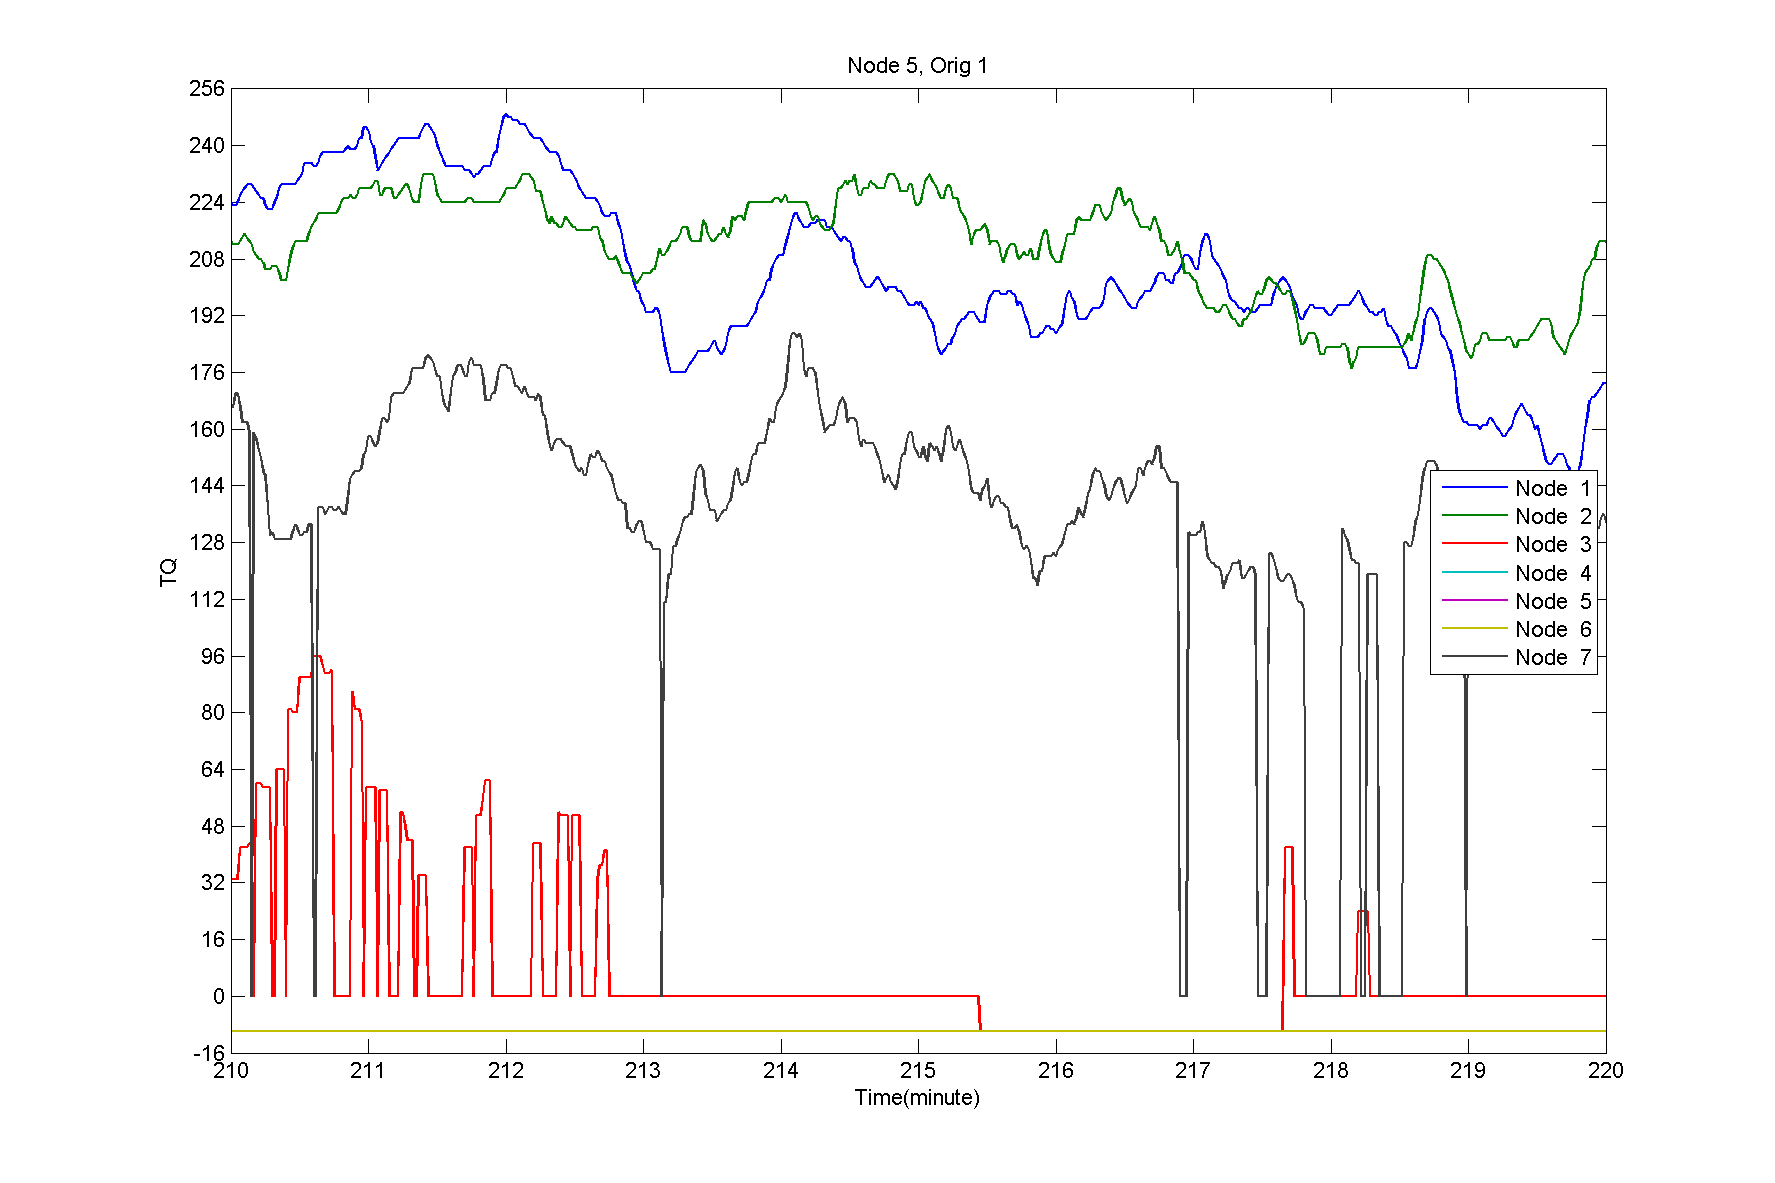 Node 5, Orig 1
256
240
224
208
192
176
160
144
128
112
96
80
64
48
32
16
0
-16
TQ
Node 1
Node 2
Node 3
Node 4
Node 5
Node 6
Node 7
210 211 212 213 214 215 216 217 218 219 220
Time(minute)